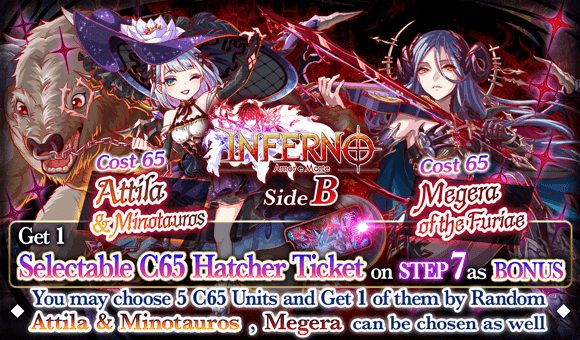 INFERNO
Amor e Morte
Side B
Cost 65
Attila
& Minotauros
Cost 65
Megera
of the Furiae
Get 1
Selectable C65 Hatcher Ticket on STEP 7 as BONUS
You may choose 5 C65 Units and Get 1 of them by Random
Attila & Minotauros , Megera can be chosen as well